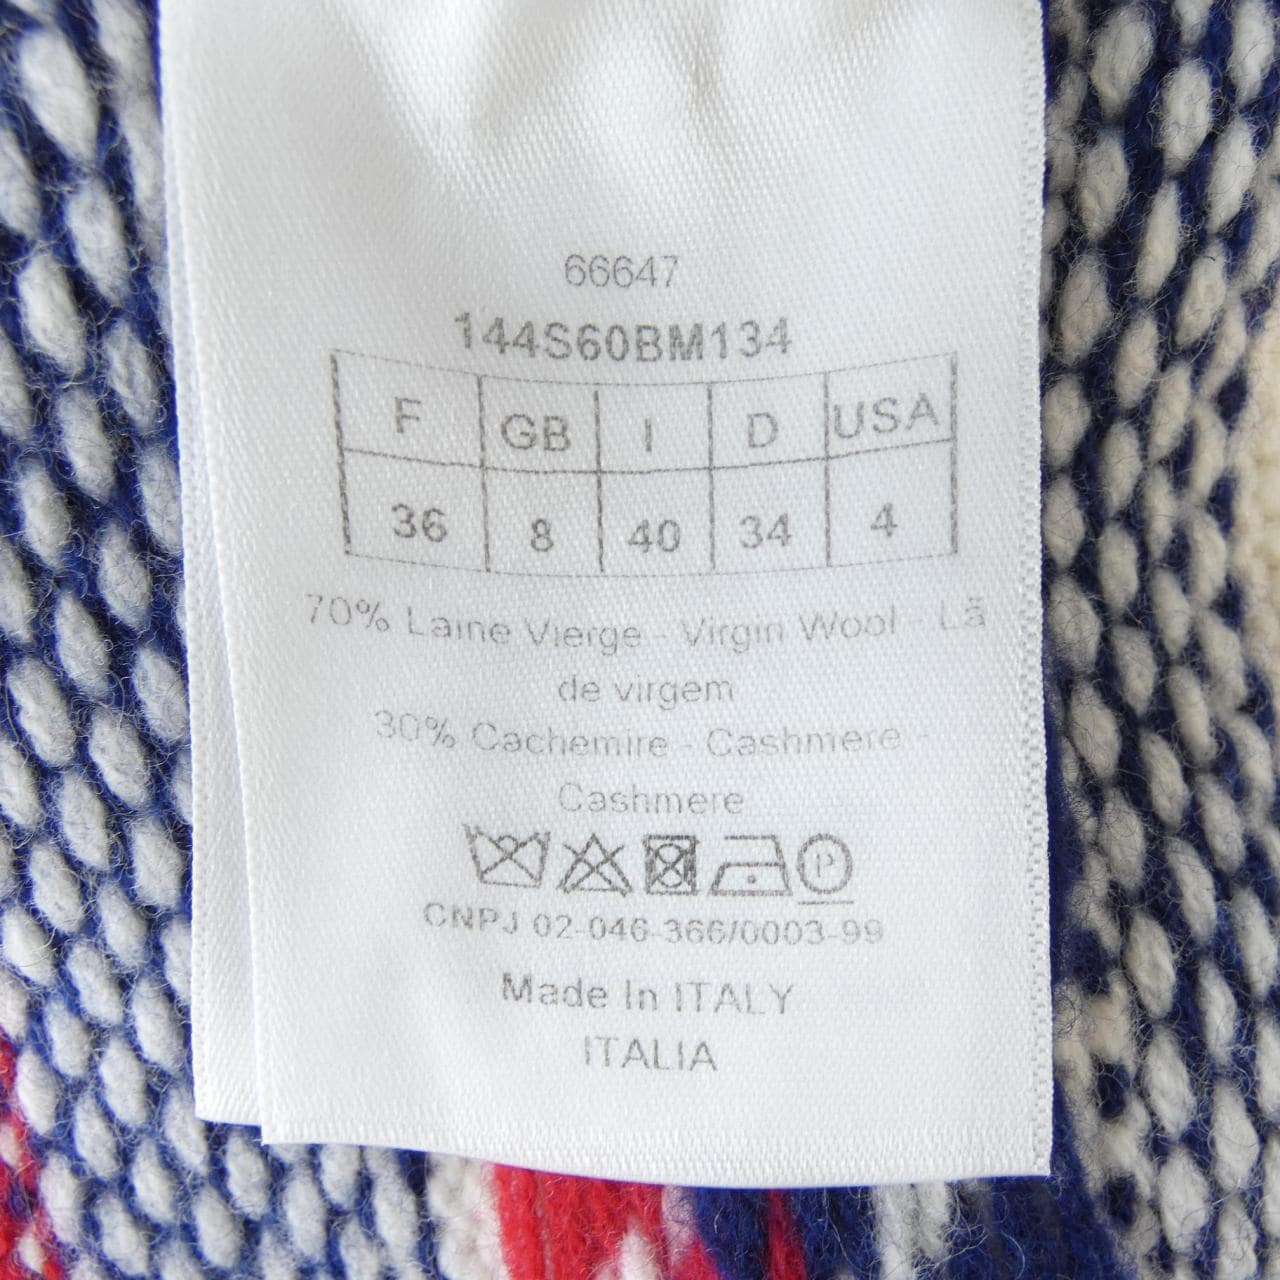 66647
144S60BM134
F GB I D USA
36 8 40 34 4
70% Laine Vierge - Virgin Wool - Lã
de virgem
30% Cachemire - Cashmere -
Cashmere
P
CNPJ 02-046-366/0003-99
Made In ITALY
ITALIA